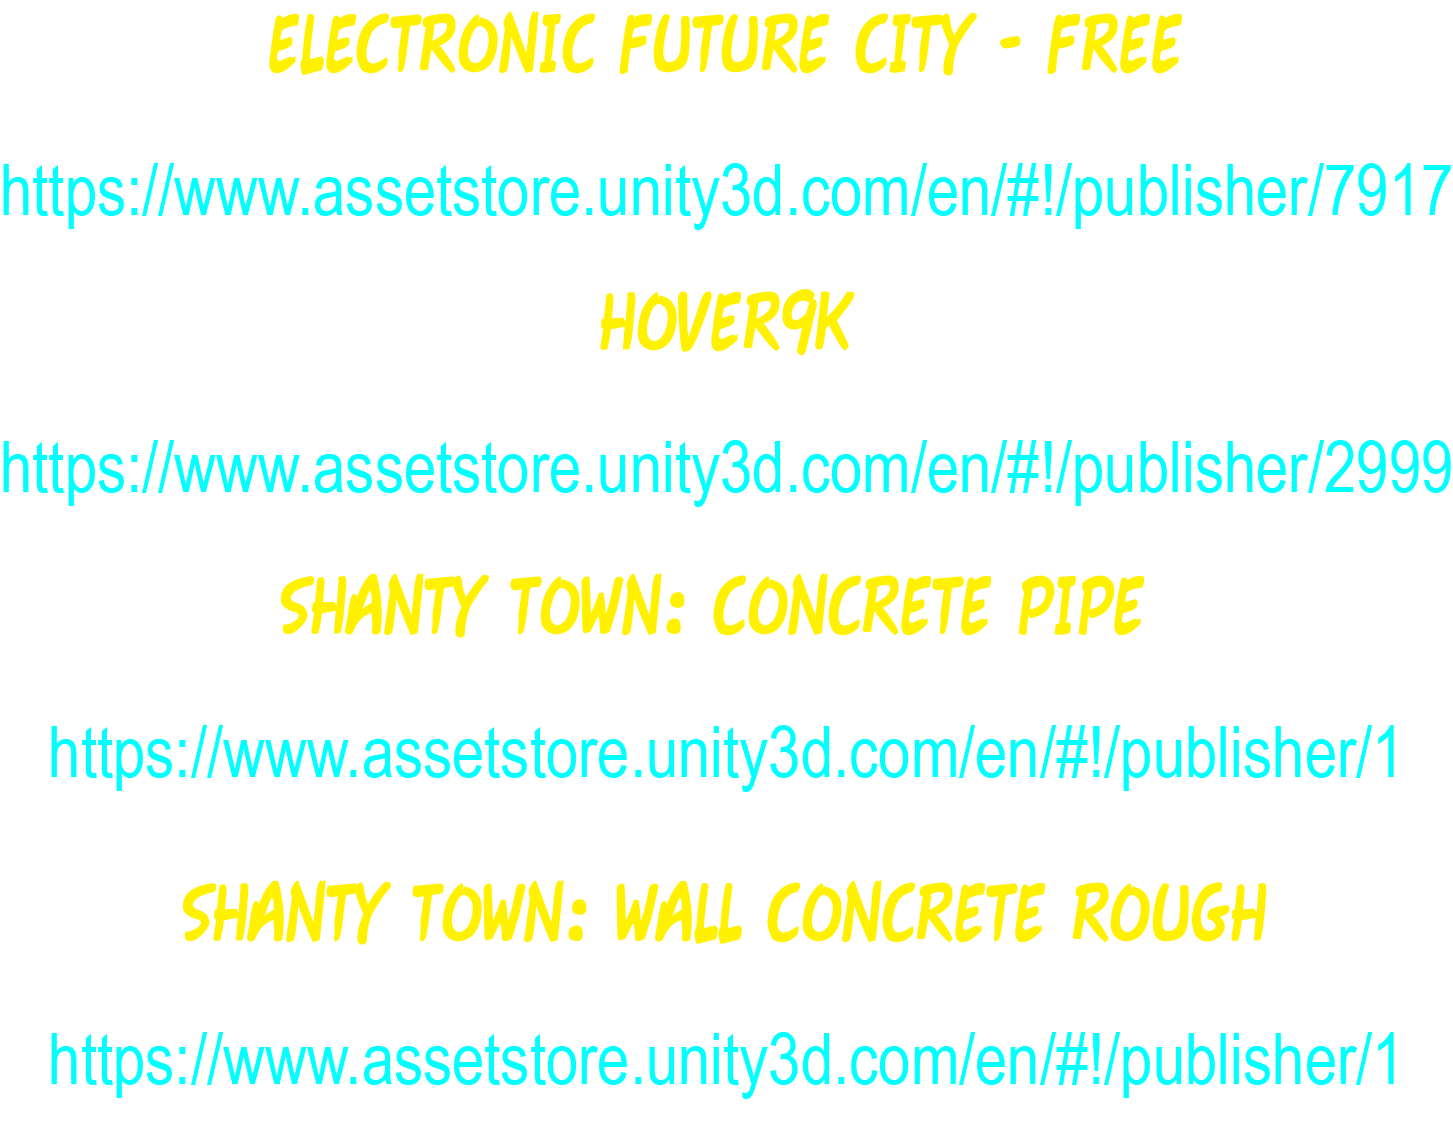 ELECTRONIC FUTURE CITY - FREE
https://www.assetstore.unity3d.com/en/#!/publisher/7917
HOVER9K
https://www.assetstore.unity3d.com/en/#!/publisher/2999
SHANTY TOWN: CONCRETE PIPE
https://www.assetstore.unity3d.com/en/#!/publisher/1
SHANTY TOWN: WALL CONCRETE ROUGH
https://www.assetstore.unity3d.com/en/#!/publisher/1